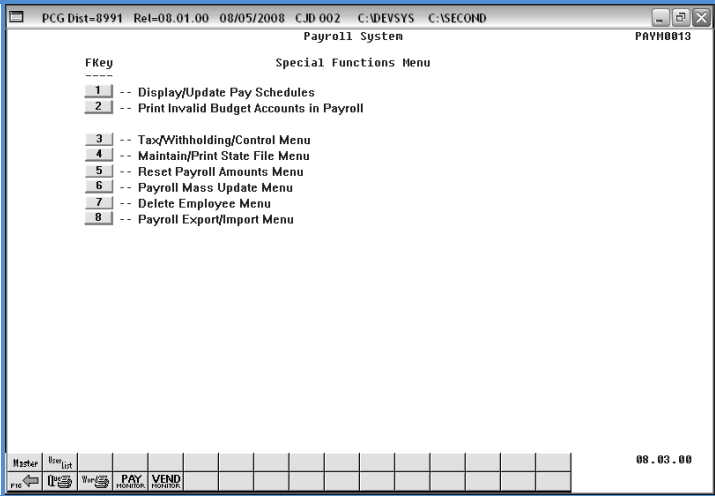 PCG Dist=8991 Rel=08.01.00 08/05/2008 CJD 002 C:\DEVSYS C:\SECOND
Payroll System PAYM0013
FKey Special Functions Menu
----
1 -- Display/Update Pay Schedules
2 -- Print Invalid Budget Accounts in Payroll
3 -- Tax/Withholding/Control Menu
4 -- Maintain/Print State File Menu
5 -- Reset Payroll Amounts Menu
6 -- Payroll Mass Update Menu
7 -- Delete Employee Menu
8 -- Payroll Export/Import Menu
Master User List 08.03.00
F16 Que Word PAY MONITOR VEND MONITOR